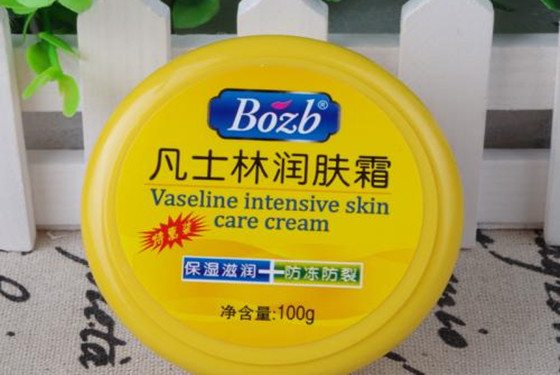 Bozb®
凡士林润肤霜
Vaseline intensive skin
care cream
保湿滋润 防冻防裂
净含量:100g